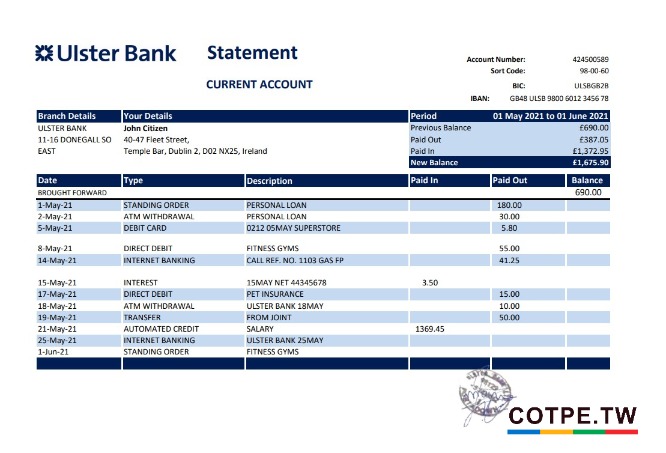 Ulster Bank
Statement
CURRENT ACCOUNT
Account Number: 424500589
Sort Code: 98-00-60
BIC: ULSBGB2B
IBAN: GB48 ULSB 9800 6012 3456 78
Branch Details Your Details Period 01 May 2021 to 01 June 2021
ULSTER BANK John Citizen Previous Balance £690.00
11-16 DONEGALL SO 40-47 Fleet Street, Paid Out £387.05
EAST Temple Bar, Dublin 2, D02 NX25, Ireland Paid In £1,372.95
New Balance £1,675.90
Date Type Description Paid In Paid Out Balance
BROUGHT FORWARD 690.00
1-May-21 STANDING ORDER PERSONAL LOAN 180.00
2-May-21 ATM WITHDRAWAL PERSONAL LOAN 30.00
5-May-21 DEBIT CARD 0212 05MAY SUPERSTORE 5.80
8-May-21 DIRECT DEBIT FITNESS GYMS 55.00
14-May-21 INTERNET BANKING CALL REF. NO. 1103 GAS FP 41.25
15-May-21 INTEREST 15MAY NET 44345678 3.50
17-May-21 DIRECT DEBIT PET INSURANCE 15.00
18-May-21 ATM WITHDRAWAL ULSTER BANK 18MAY 10.00
19-May-21 TRANSFER FROM JOINT 50.00
21-May-21 AUTOMATED CREDIT SALARY 1369.45
25-May-21 INTERNET BANKING ULSTER BANK 25MAY
1-Jun-21 STANDING ORDER FITNESS GYMS
COTPE.TW